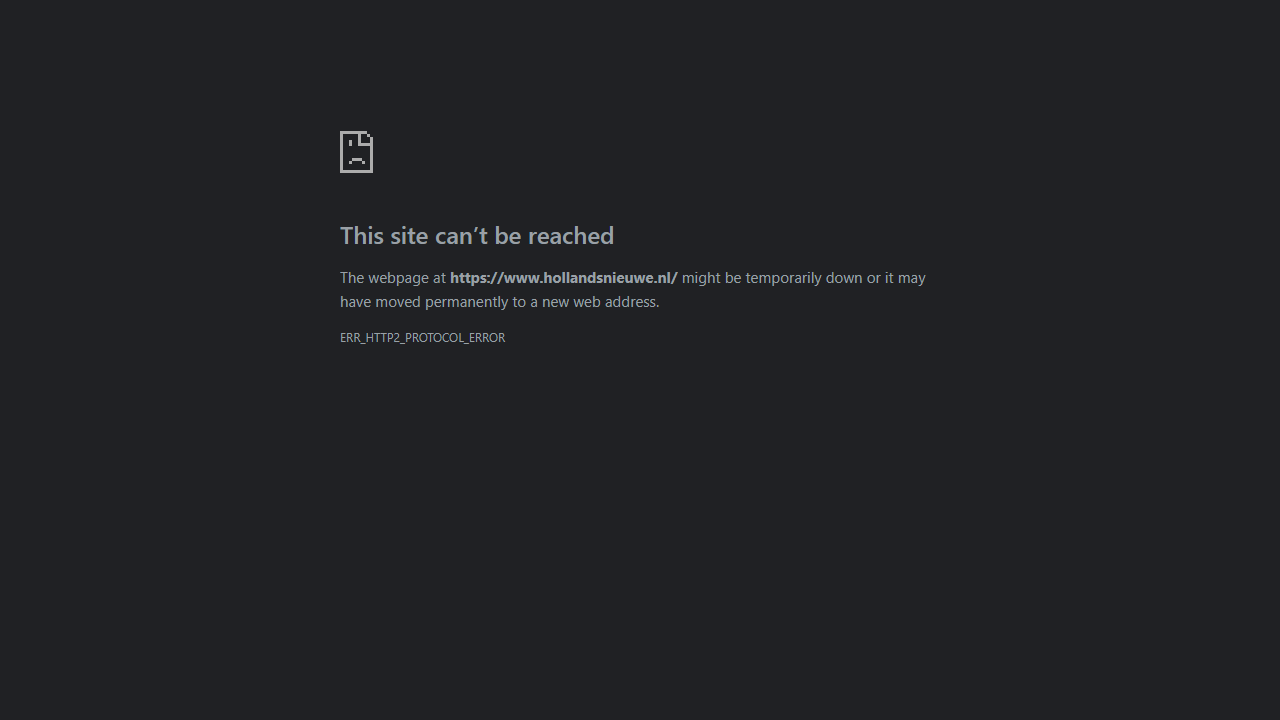 This site can’t be reached
The webpage at https://www.hollandsnieuwe.nl/ might be temporarily down or it may
have moved permanently to a new web address.
ERR_HTTP2_PROTOCOL_ERROR